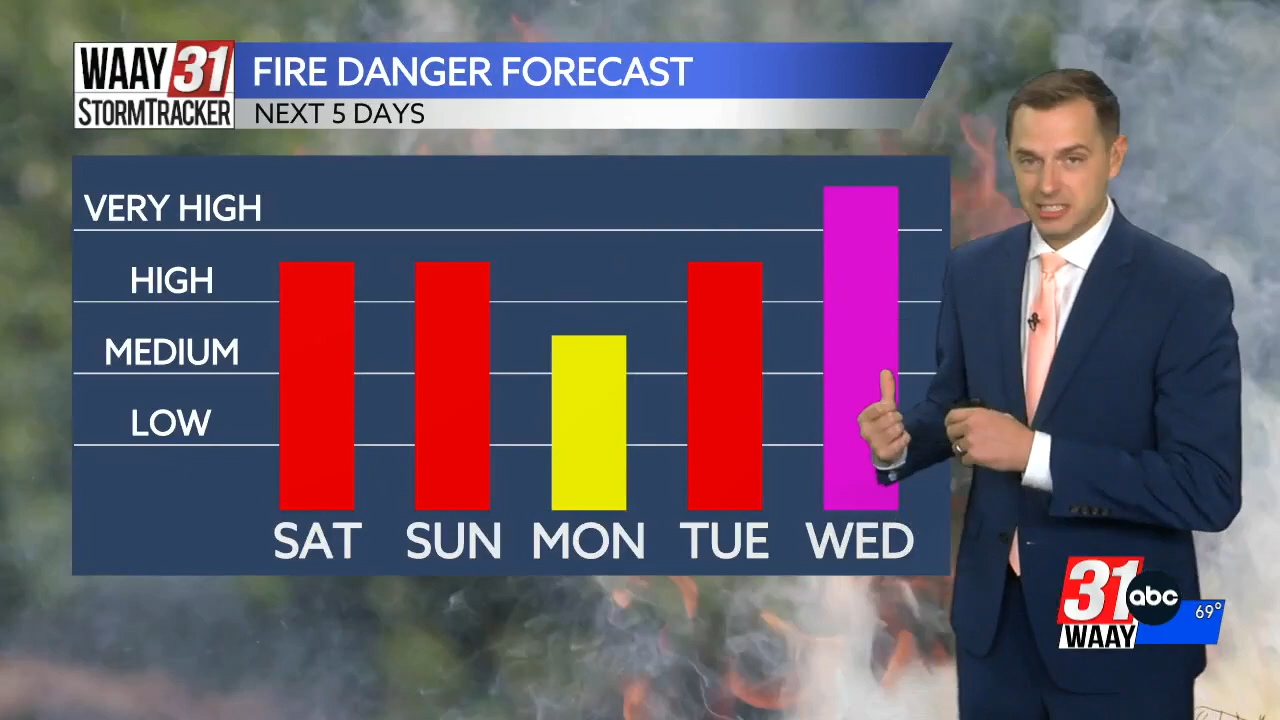 WAAY 31
STORMTRACKER
FIRE DANGER FORECAST
NEXT 5 DAYS
VERY HIGH
HIGH
MEDIUM
LOW
SAT SUN MON TUE WED
31
abc
WAAY
69°